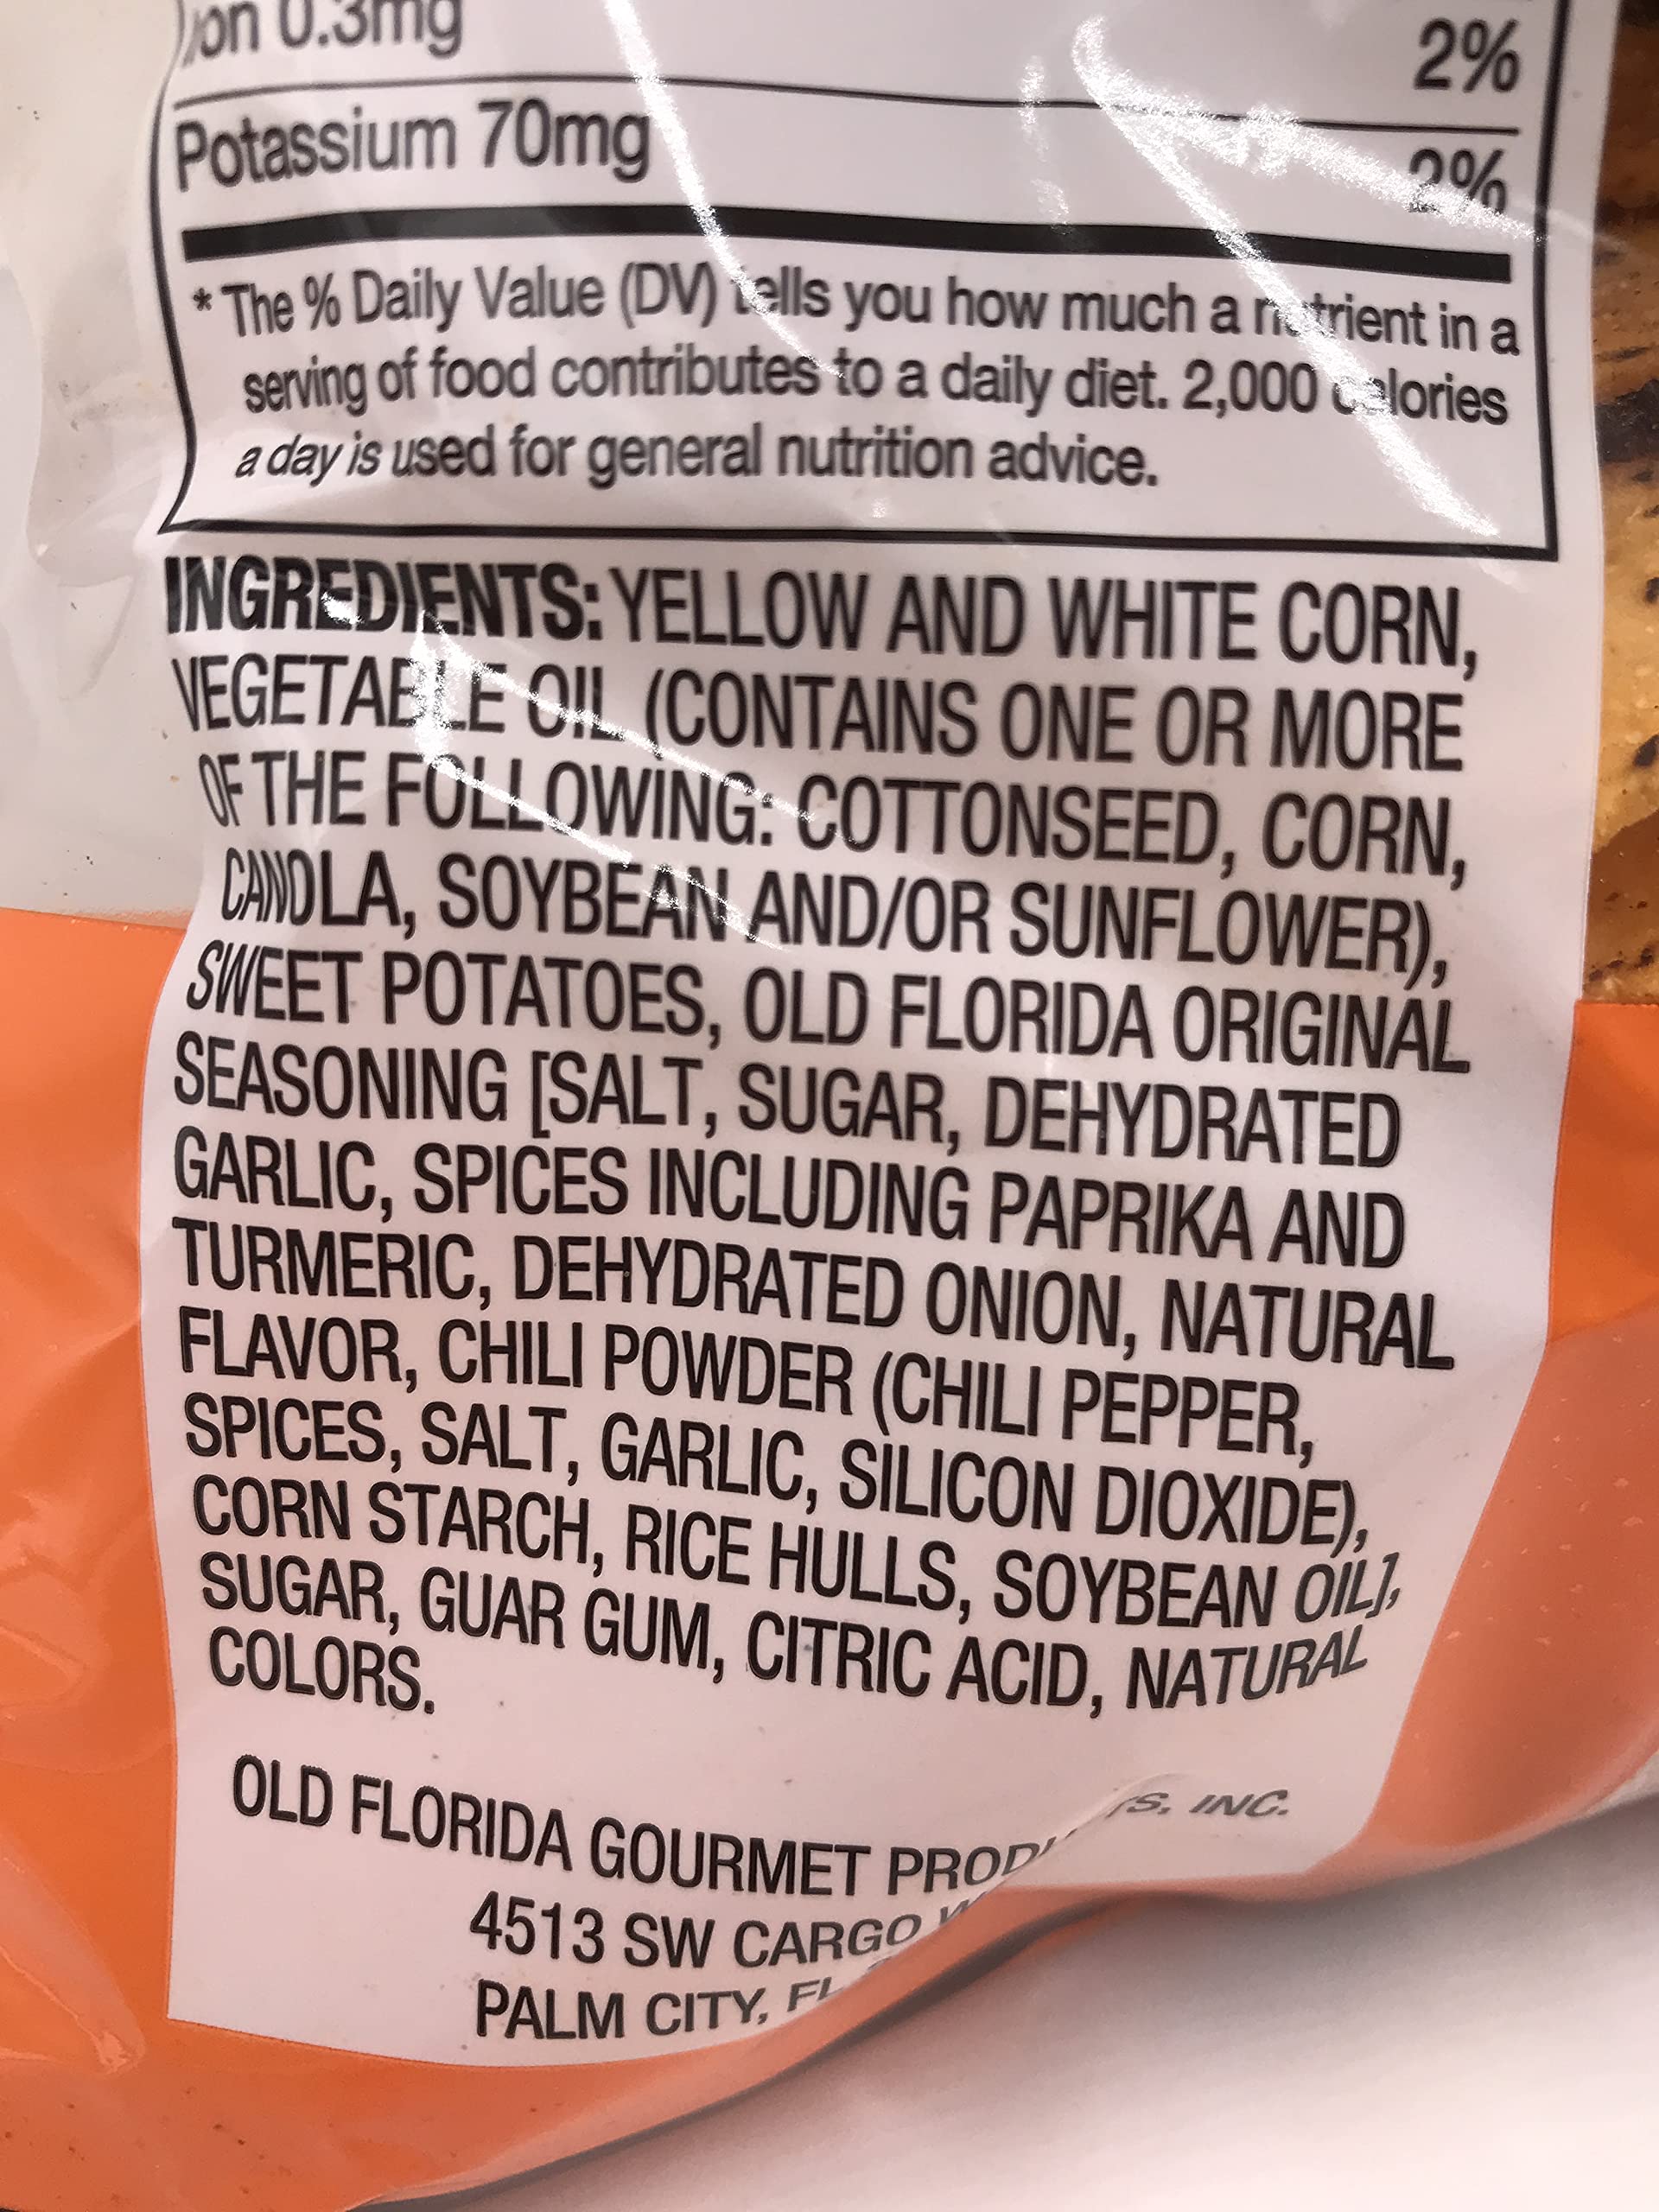 0.3mg 2%
Potassium 70mg 2%
* The % Daily Value (DV) tells you how much a nutrient in a
serving of food contributes to a daily diet. 2,000 calories
a day is used for general nutrition advice.
INGREDIENTS: YELLOW AND WHITE CORN,
VEGETABLE OIL (CONTAINS ONE OR MORE
OF THE FOLLOWING: COTTONSEED, CORN,
CANOLA, SOYBEAN AND/OR SUNFLOWER),
SWEET POTATOES, OLD FLORIDA ORIGINAL
SEASONING [SALT, SUGAR, DEHYDRATED
GARLIC, SPICES INCLUDING PAPRIKA AND
TURMERIC, DEHYDRATED ONION, NATURAL
FLAVOR, CHILI POWDER (CHILI PEPPER,
SPICES, SALT, GARLIC, SILICON DIOXIDE),
CORN STARCH, RICE HULLS, SOYBEAN OIL],
SUGAR, GUAR GUM, CITRIC ACID, NATURAL
COLORS.
OLD FLORIDA GOURMET INC.
4513 SW CARGO
PALM CITY, FL